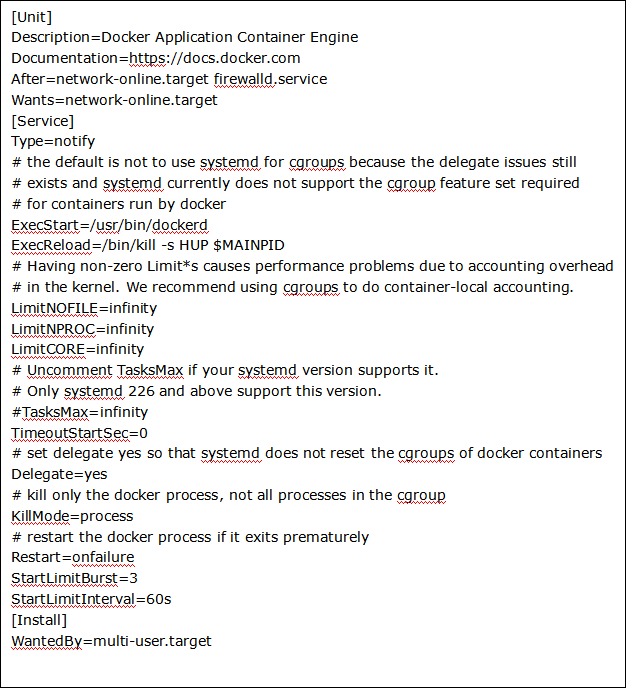 [Unit]
Description=Docker Application Container Engine
Documentation=https://docs.docker.com
After=network-online.target firewalld.service
Wants=network-online.target
[Service]
Type=notify
# the default is not to use systemd for cgroups because the delegate issues still
# exists and systemd currently does not support the cgroup feature set required
# for containers run by docker
ExecStart=/usr/bin/dockerd
ExecReload=/bin/kill -s HUP $MAINPID
# Having non-zero Limit*s causes performance problems due to accounting overhead
# in the kernel. We recommend using cgroups to do container-local accounting.
LimitNOFILE=infinity
LimitNPROC=infinity
LimitCORE=infinity
# Uncomment TasksMax if your systemd version supports it.
# Only systemd 226 and above support this version.
#TasksMax=infinity
TimeoutStartSec=0
# set delegate yes so that systemd does not reset the cgroups of docker containers
Delegate=yes
# kill only the docker process, not all processes in the cgroup
KillMode=process
# restart the docker process if it exits prematurely
Restart=onfailure
StartLimitBurst=3
StartLimitInterval=60s
[Install]
WantedBy=multi-user.target